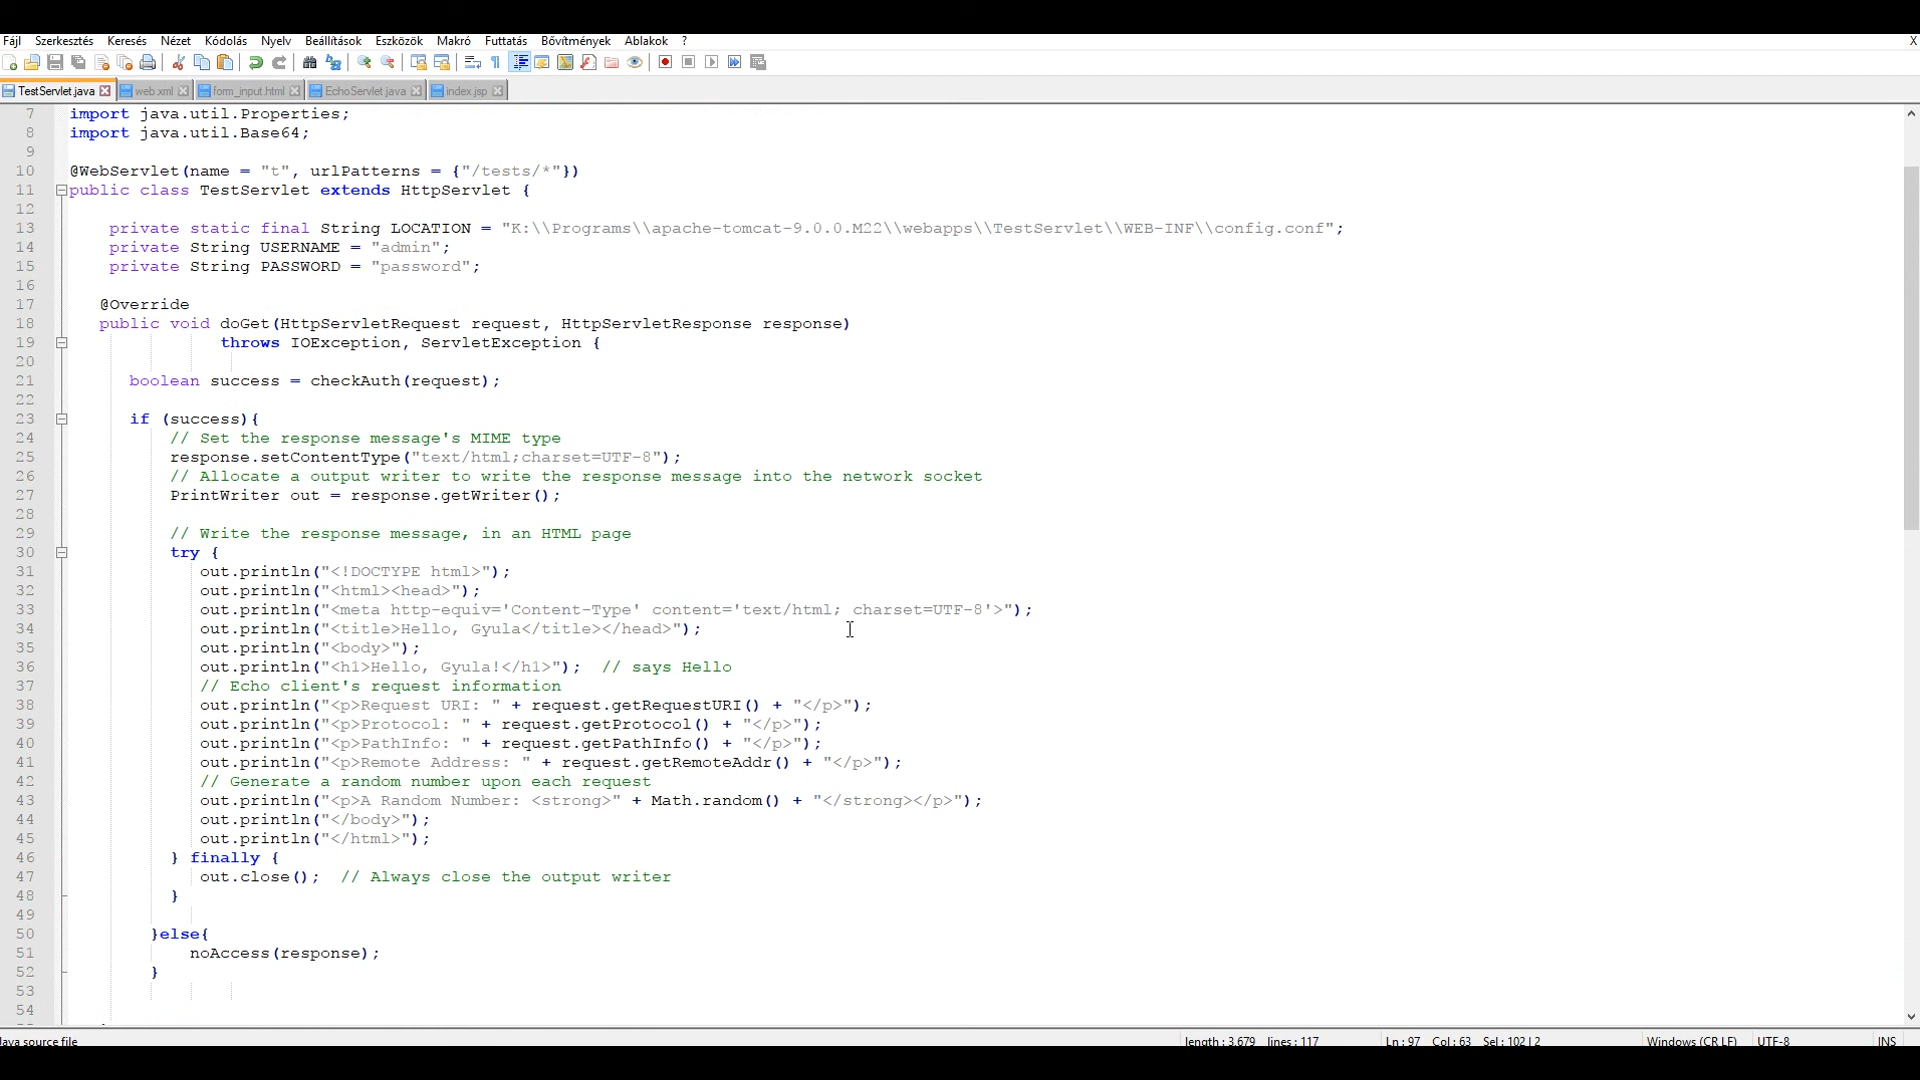 Fájl Szerkesztés Keresés Nézet Kódolás Nyelv Beállítások Eszközök Makró Futtatás Bővítmények Ablakok ? X
TestServlet.java web.xml form_input.html EchoServlet.java index.jsp
7 import java.util.Properties;
8 import java.util.Base64;
9
10 @WebServlet(name = "t", urlPatterns = {"/tests/*"})
11 public class TestServlet extends HttpServlet {
12
13 private static final String LOCATION = "K:\\Programs\\apache-tomcat-9.0.0.M22\\webapps\\TestServlet\\WEB-INF\\config.conf";
14 private String USERNAME = "admin";
15 private String PASSWORD = "password";
16
17 @Override
18 public void doGet(HttpServletRequest request, HttpServletResponse response)
19 throws IOException, ServletException {
20
21 boolean success = checkAuth(request);
22
23 if (success){
24 // Set the response message's MIME type
25 response.setContentType("text/html;charset=UTF-8");
26 // Allocate a output writer to write the response message into the network socket
27 PrintWriter out = response.getWriter();
28
29 // Write the response message, in an HTML page
30 try {
31 out.println("<!DOCTYPE html>");
32 out.println("<html><head>");
33 out.println("<meta http-equiv='Content-Type' content='text/html; charset=UTF-8'>");
34 out.println("<title>Hello, Gyula</title></head>");
35 out.println("<body>");
36 out.println("<h1>Hello, Gyula!</h1>"); // says Hello
37 // Echo client's request information
38 out.println("<p>Request URI: " + request.getRequestURI() + "</p>");
39 out.println("<p>Protocol: " + request.getProtocol() + "</p>");
40 out.println("<p>PathInfo: " + request.getPathInfo() + "</p>");
41 out.println("<p>Remote Address: " + request.getRemoteAddr() + "</p>");
42 // Generate a random number upon each request
43 out.println("<p>A Random Number: <strong>" + Math.random() + "</strong></p>");
44 out.println("</body>");
45 out.println("</html>");
46 } finally {
47 out.close(); // Always close the output writer
48 }
49
50 }else{
51 noAccess(response);
52 }
53
54
ava source file length : 3.679 lines : 117 Ln : 97 Col : 63 Sel : 102 | 2 Windows (CR LF) UTF-8 INS